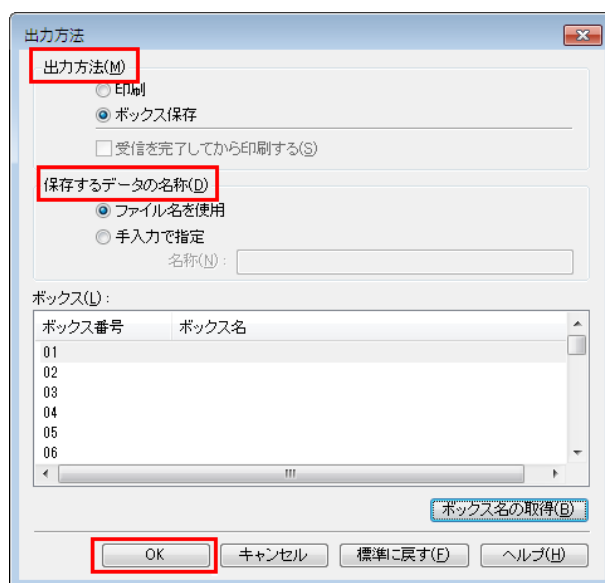 出力方法
出力方法(M)
印刷
ボックス保存
受信を完了してから印刷する(S)
保存するデータの名称(D)
ファイル名を使用
手入力で指定
名称(N):
ボックス(L):
ボックス番号 ボックス名
01
02
03
04
05
06
ボックス名の取得(B)
OK キャンセル 標準に戻す(F) ヘルプ(H)